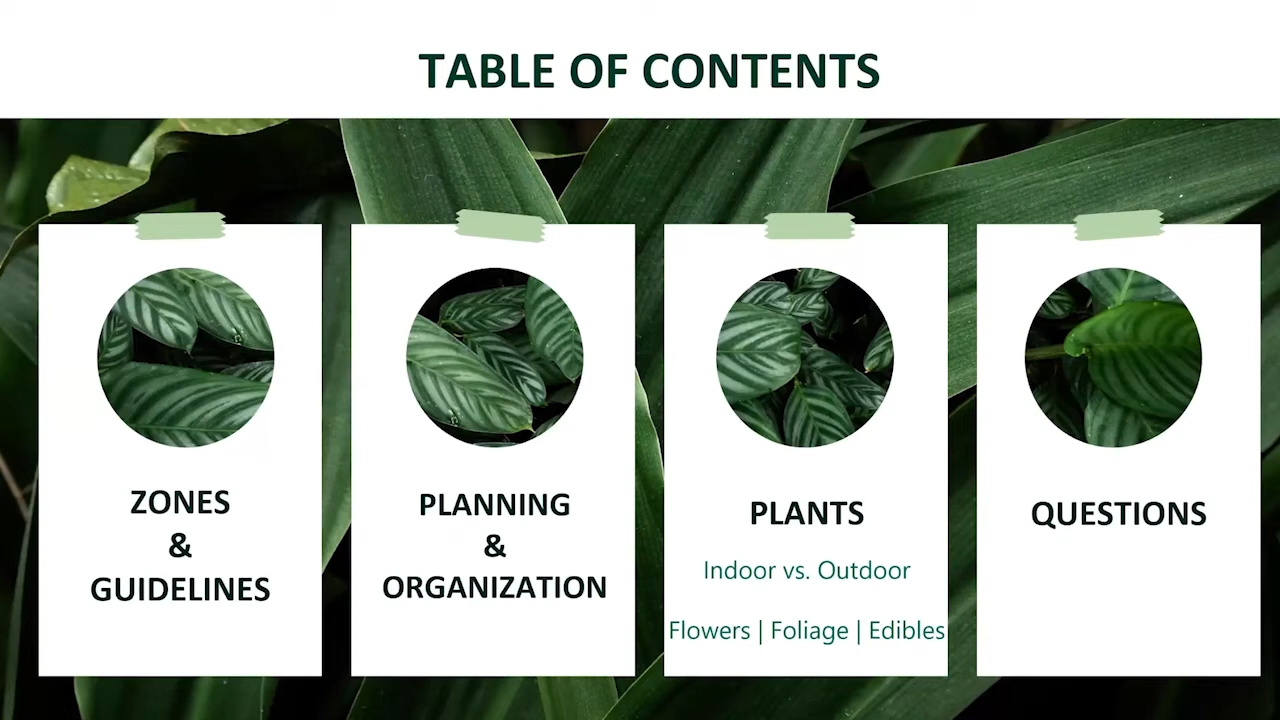 TABLE OF CONTENTS
ZONES
&
GUIDELINES
PLANNING
&
ORGANIZATION
PLANTS
Indoor vs. Outdoor
Flowers | Foliage | Edibles
QUESTIONS